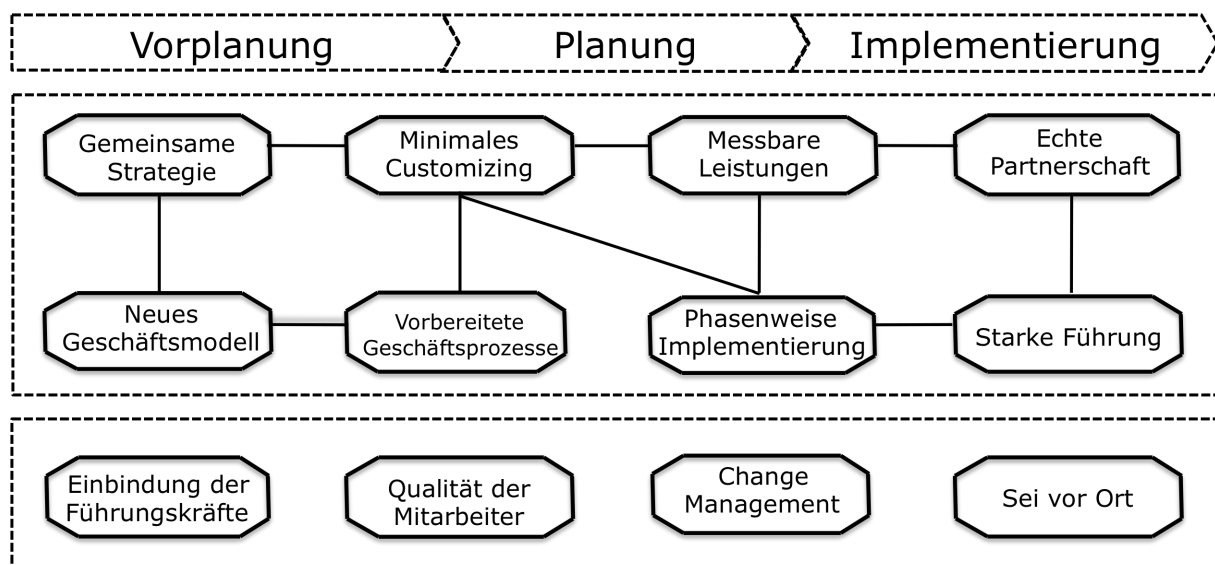 Vorplanung
Planung
Implementierung
Gemeinsame
Strategie
Minimales
Customizing
Messbare
Leistungen
Echte
Partnerschaft
Neues
Geschäftsmodell
Vorbereitete
Geschäftsprozesse
Phasenweise
Implementierung
Starke Führung
Einbindung der
Führungskräfte
Qualität der
Mitarbeiter
Change
Management
Sei vor Ort